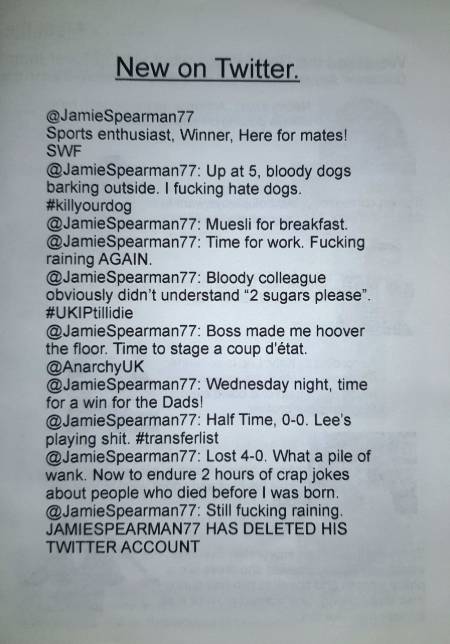 New on Twitter.
@JamieSpearman77
Sports enthusiast, Winner, Here for mates!
SWF
@JamieSpearman77: Up at 5, bloody dogs
barking outside. I fucking hate dogs.
#killyourdog
@JamieSpearman77: Muesli for breakfast.
@JamieSpearman77: Time for work. Fucking
raining AGAIN.
@JamieSpearman77: Bloody colleague
obviously didn't understand “2 sugars please”.
#UKIPtillidie
@JamieSpearman77: Boss made me hoover
the floor. Time to stage a coup d'état.
@AnarchyUK
@JamieSpearman77: Wednesday night, time
for a win for the Dads!
@JamieSpearman77: Half Time, 0-0. Lee's
playing shit. #transferlist
@JamieSpearman77: Lost 4-0. What a pile of
wank. Now to endure 2 hours of crap jokes
about people who died before I was born.
@JamieSpearman77: Still fucking raining.
JAMIESPEARMAN77 HAS DELETED HIS
TWITTER ACCOUNT